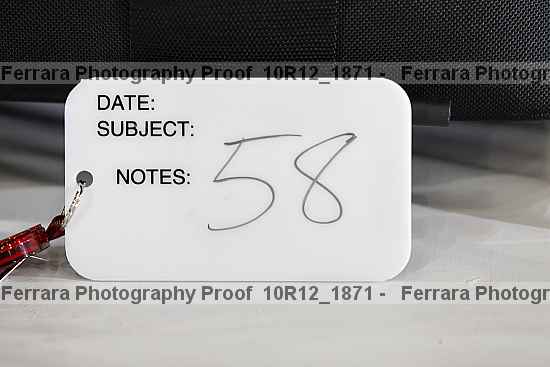 Ferrara Photography Proof 10R12_1871 - Ferrara Photogr
DATE:
SUBJECT:
58
NOTES:
Ferrara Photography Proof 10R12_1871 - Ferrara Photogr